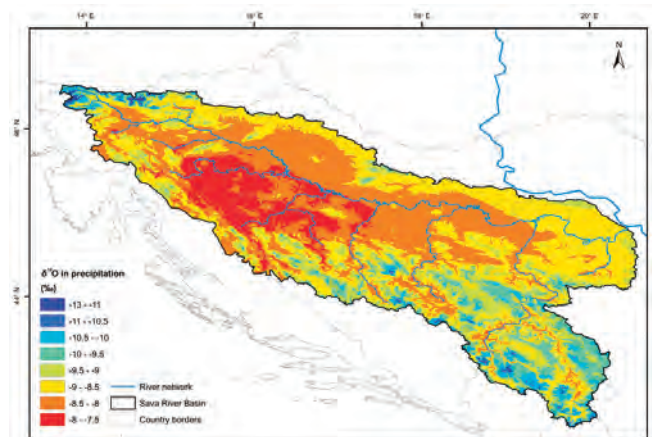 14° E
16° E
18° E
20° E
N
46° N
44° N
δ¹⁸O in precipitation
[‰]
-13 - -11
-11 - -10.5
-10.5 - -10
-10 - -9.5
-9.5 - -9
-9 - -8.5
-8.5 - -8
-8 - -7.5
River network
Sava River Basin
Country borders